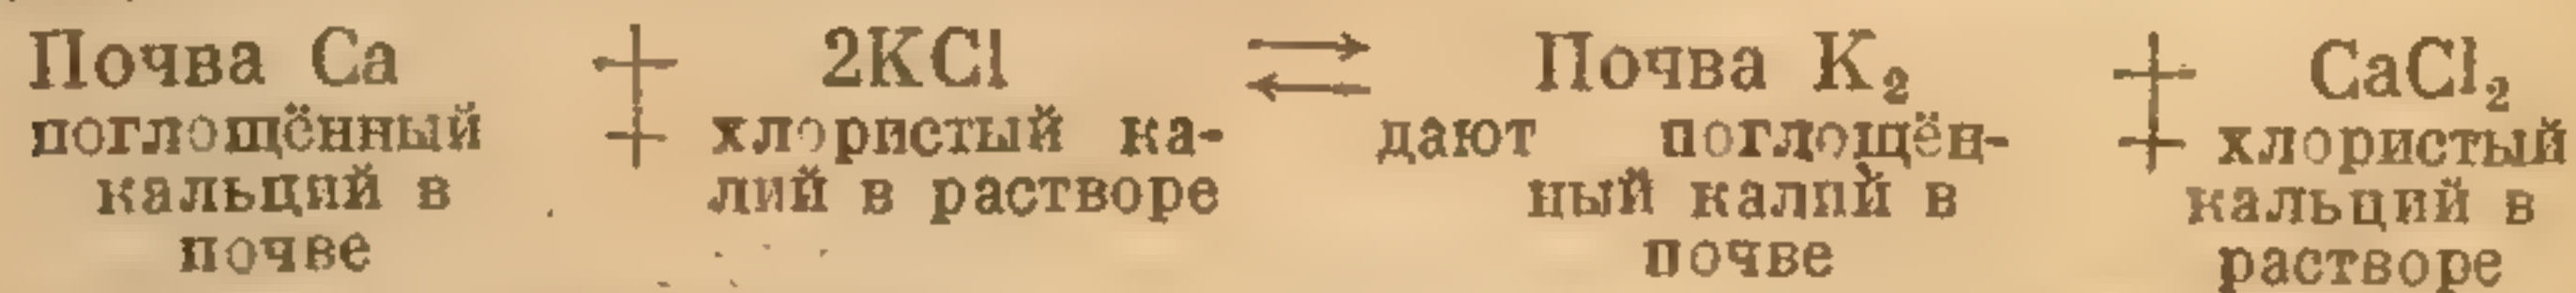 Почва Ca + 2KCl ⇄ Почва K₂ + CaCl₂
поглощённый + хлористый ка- дают поглощён- + хлористый
кальций в лий в растворе ный калий в кальций в
почве почве растворе